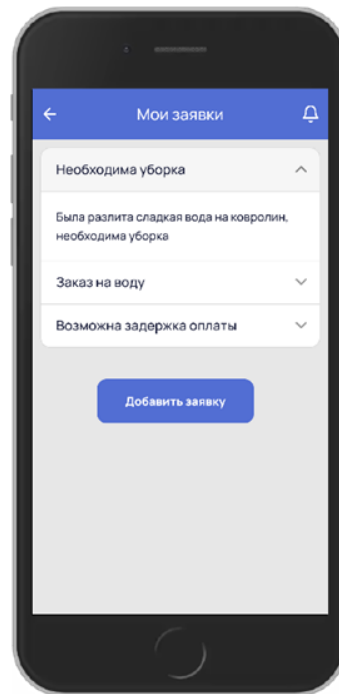 Мои заявки
Необходима уборка
Была разлита сладкая вода на ковролин,
необходима уборка
Заказ на воду
Возможна задержка оплаты
Добавить заявку